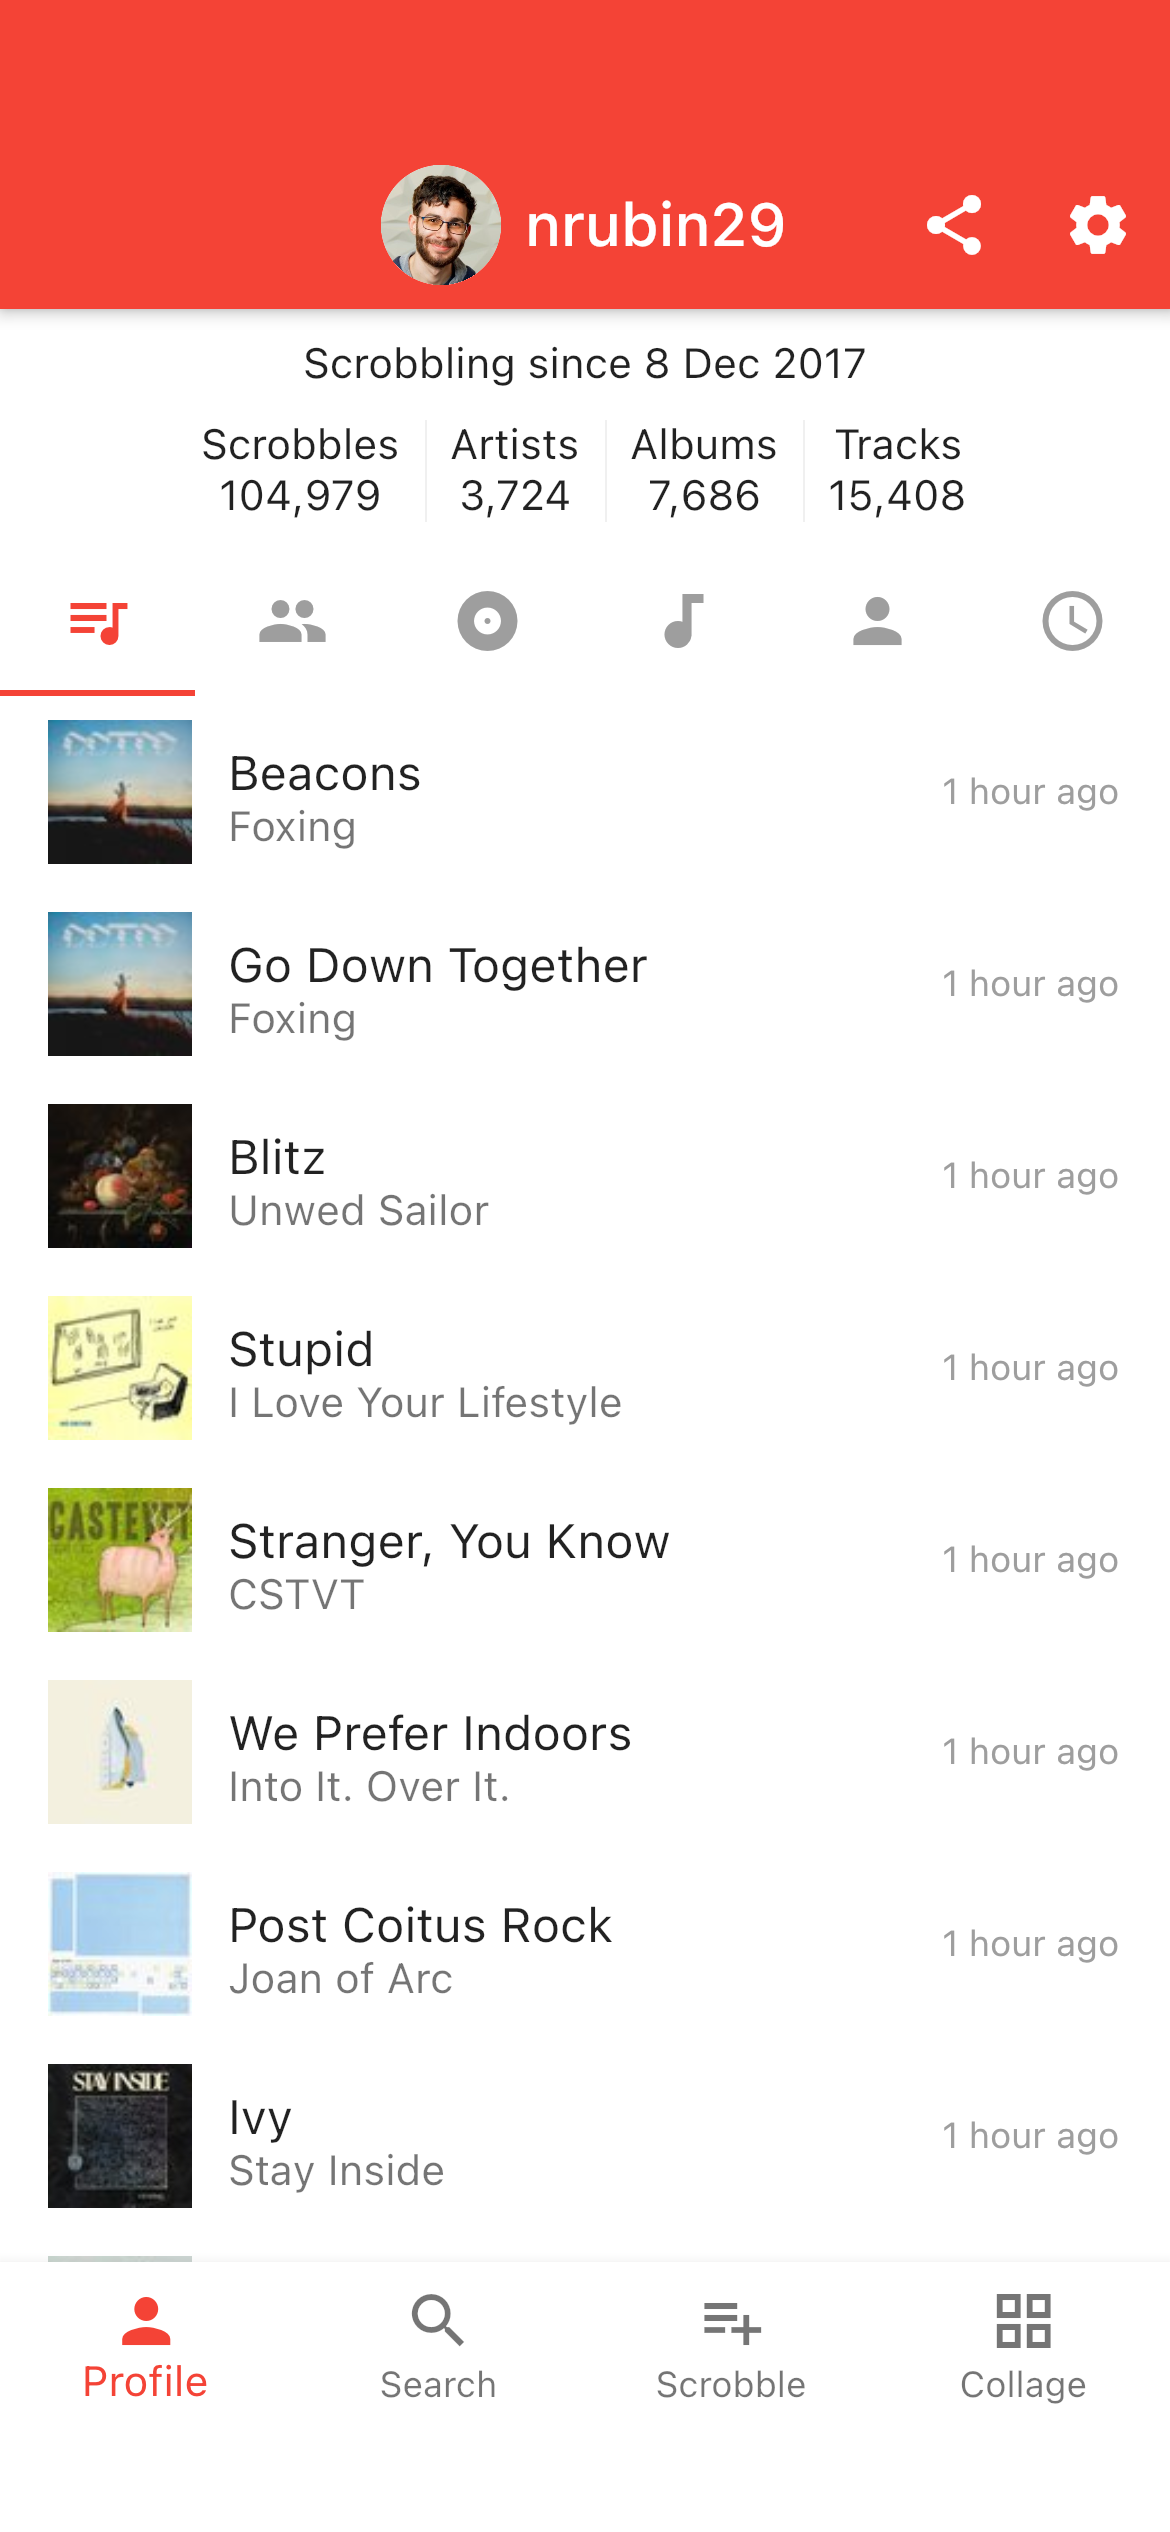 nrubin29
Scrobbling since 8 Dec 2017
Scrobbles Artists Albums Tracks
104,979 3,724 7,686 15,408
Beacons
Foxing
1 hour ago
Go Down Together
Foxing
1 hour ago
Blitz
Unwed Sailor
1 hour ago
Stupid
I Love Your Lifestyle
1 hour ago
CASTEVET
Stranger, You Know
CSTVT
1 hour ago
We Prefer Indoors
Into It. Over It.
1 hour ago
Post Coitus Rock
Joan of Arc
1 hour ago
STAY INSIDE
Ivy
Stay Inside
1 hour ago
Profile Search Scrobble Collage